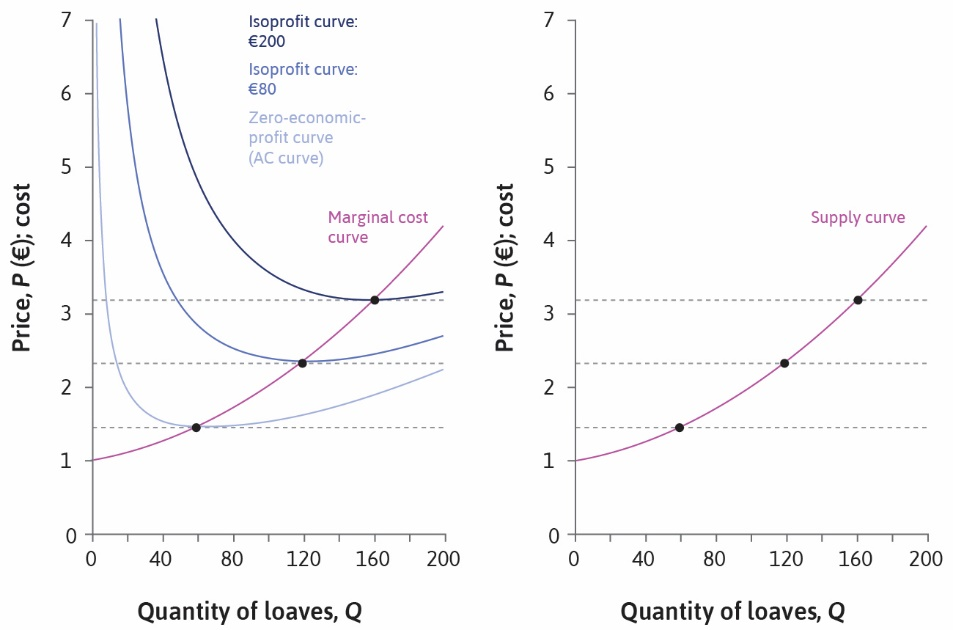 7
6
5
4
3
2
1
0
Price, P (€); cost
Isoprofit curve:
€200
Isoprofit curve:
€80
Zero-economic-
profit curve
(AC curve)
Marginal cost
curve
0 40 80 120 160 200
Quantity of loaves, Q
7
6
5
4
3
2
1
0
Price, P (€); cost
Supply curve
0 40 80 120 160 200
Quantity of loaves, Q